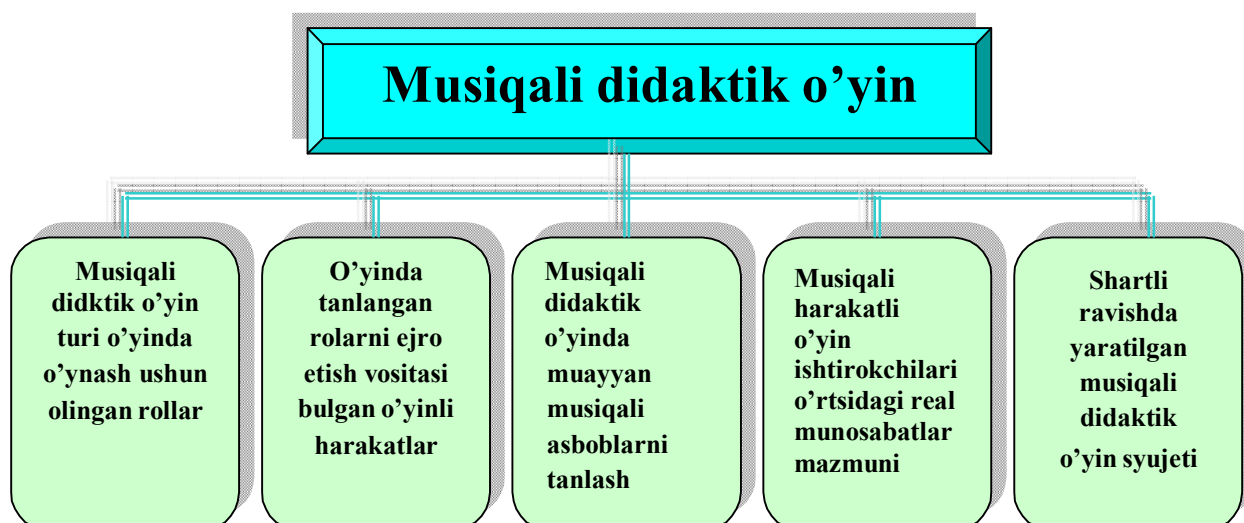 Musiqali didaktik o’yin
Musiqali
didktik o’yin
turi o’yinda
o’ynash ushun
olingan rollar
O’yinda
tanlangan
rolarni ejro
etish vositasi
bulgan o’yinli
harakatlar
Musiqali
didaktik
o’yinda
muayyan
musiqali
asboblarni
tanlash
Musiqali
harakatli
o’yin
ishtirokchilari
o’rtsidagi real
munosabatlar
mazmuni
Shartli
ravishda
yaratilgan
musiqali
didaktik
o’yin syujeti